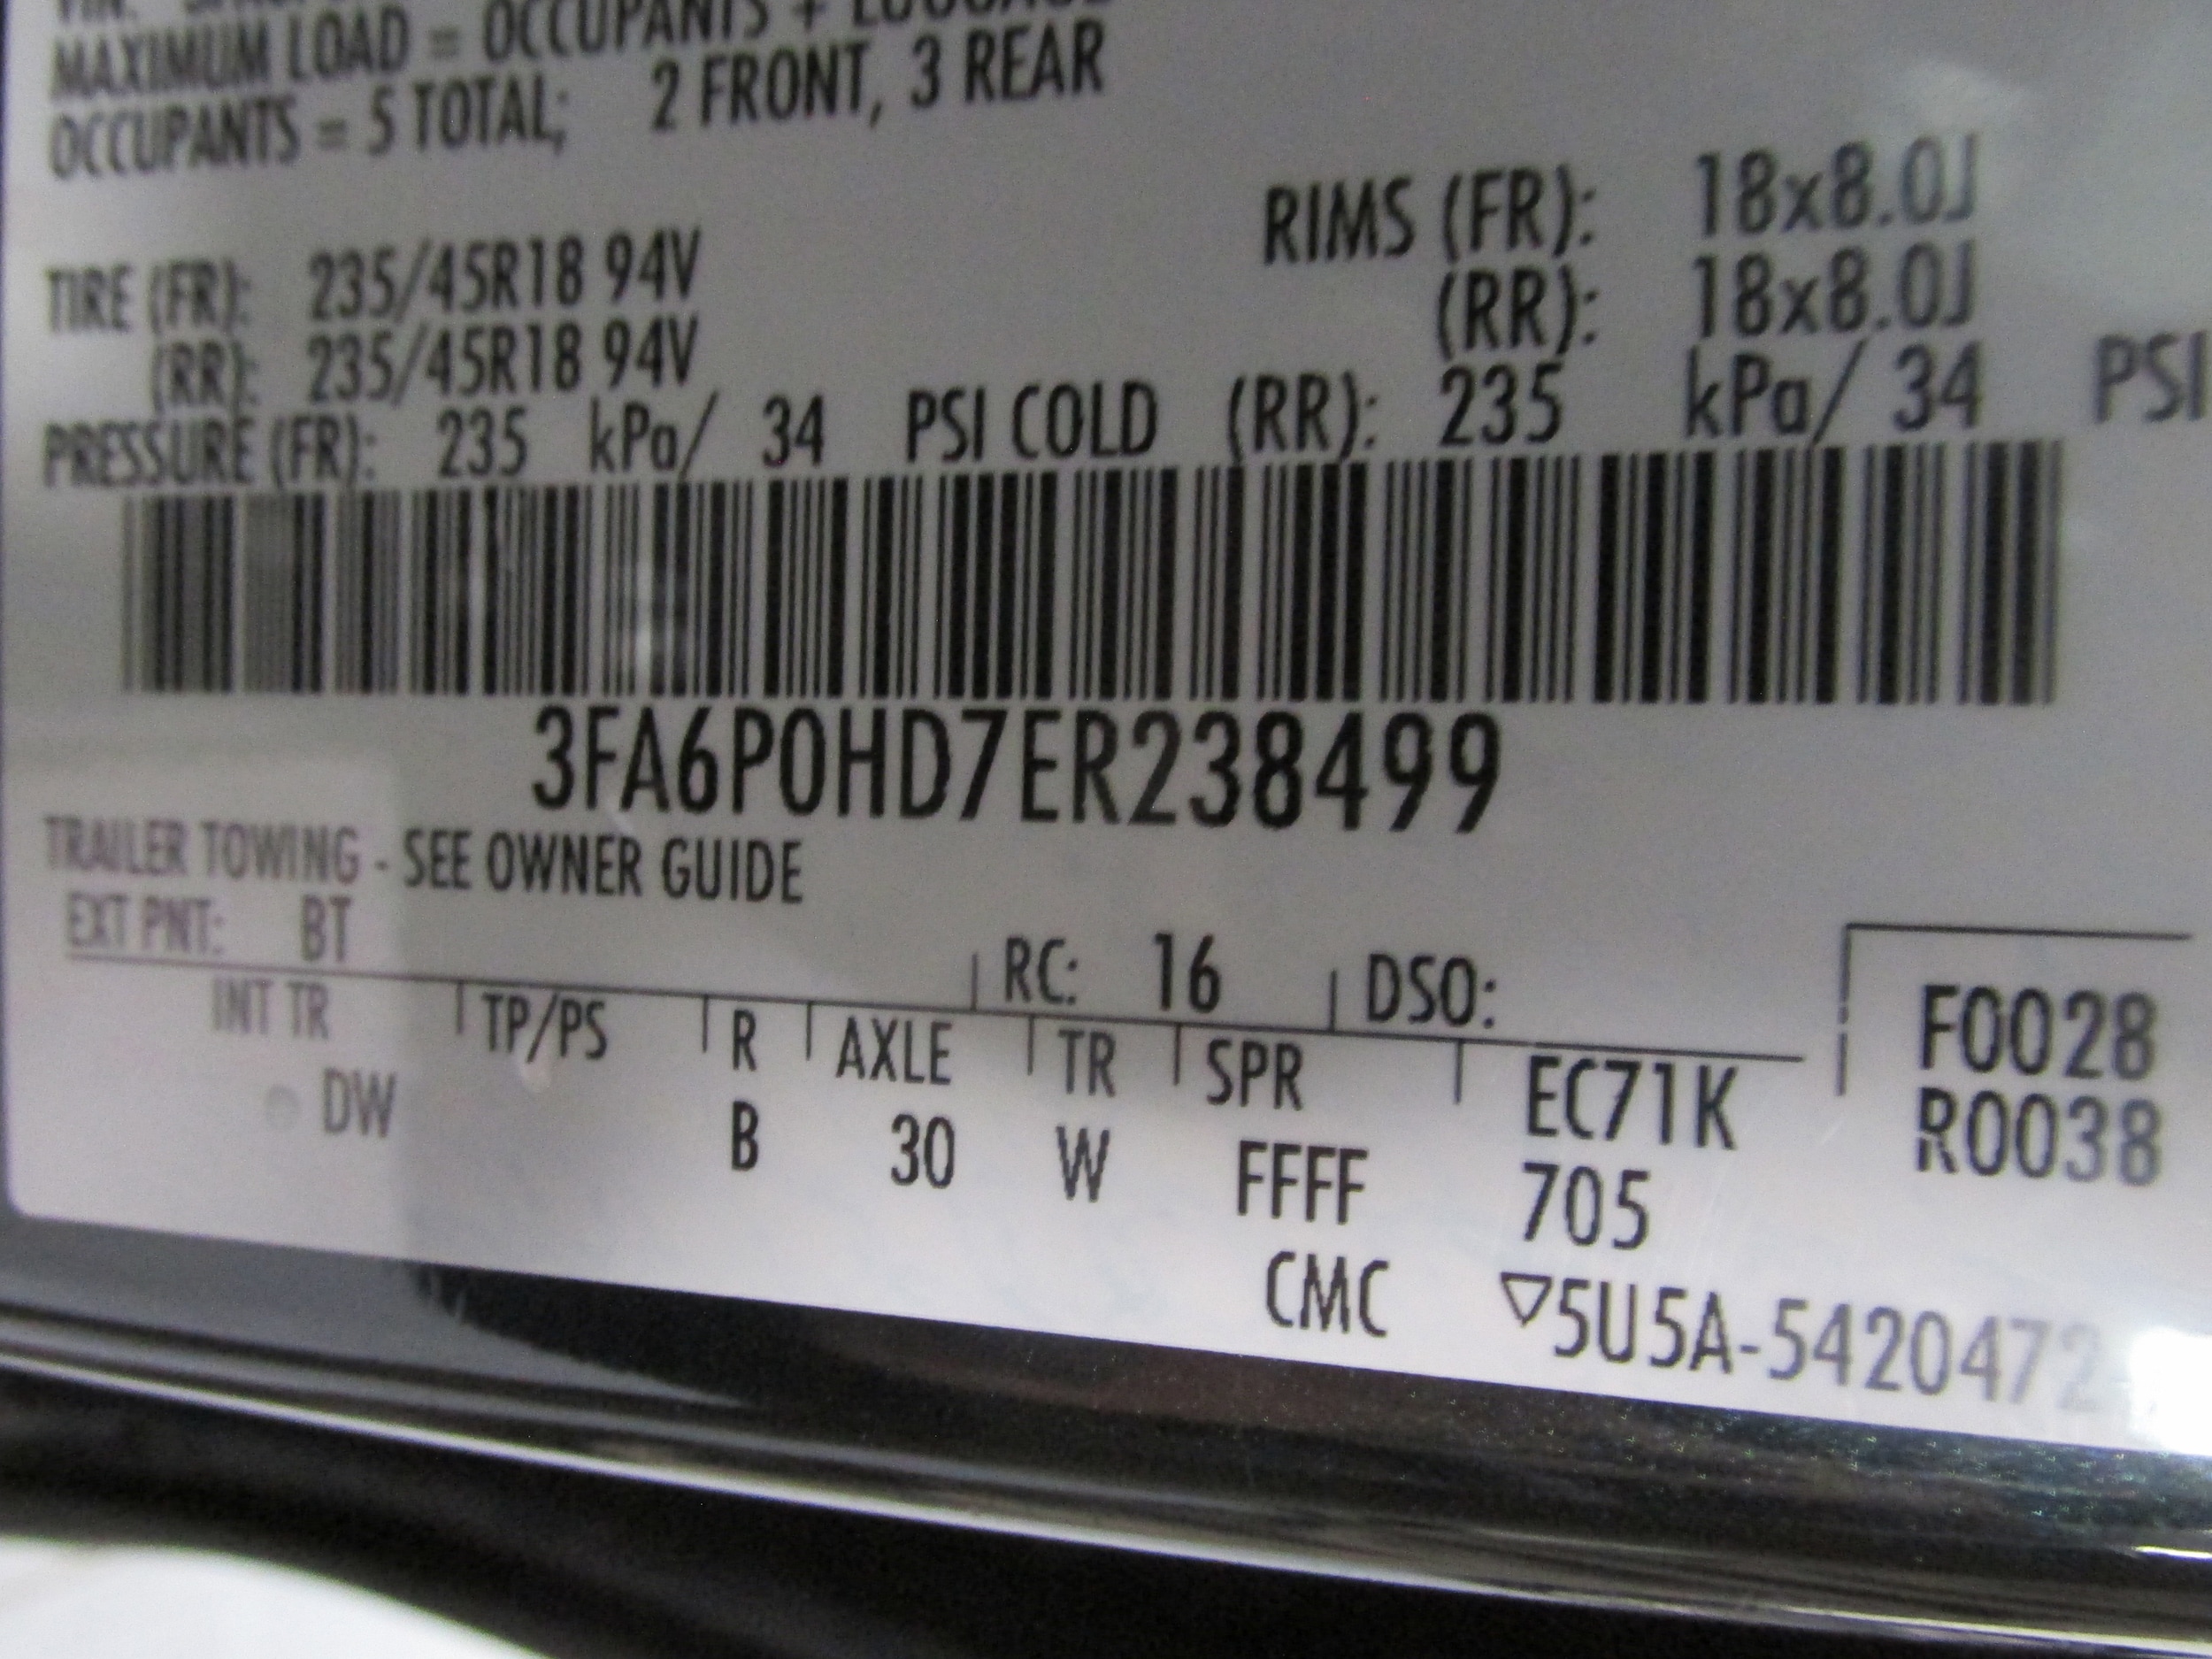 MAXIMUM LOAD = OCCUPANTS + LUGGAGE
OCCUPANTS = 5 TOTAL; 2 FRONT, 3 REAR
TIRE (FR): 235/45R18 94V RIMS (FR): 18x8.0J
(RR): 235/45R18 94V (RR): 18x8.0J
PRESSURE (FR): 235 kPa/ 34 PSI COLD (RR): 235 kPa/ 34 PSI
3FA6P0HD7ER238499
TRAILER TOWING - SEE OWNER GUIDE
EXT PNT: BT RC: 16 DSO:
INT TR TP/PS R AXLE TR SPR EC71K F0028
DW B 30 W FFFF 705 R0038
CMC ▽5U5A-5420472